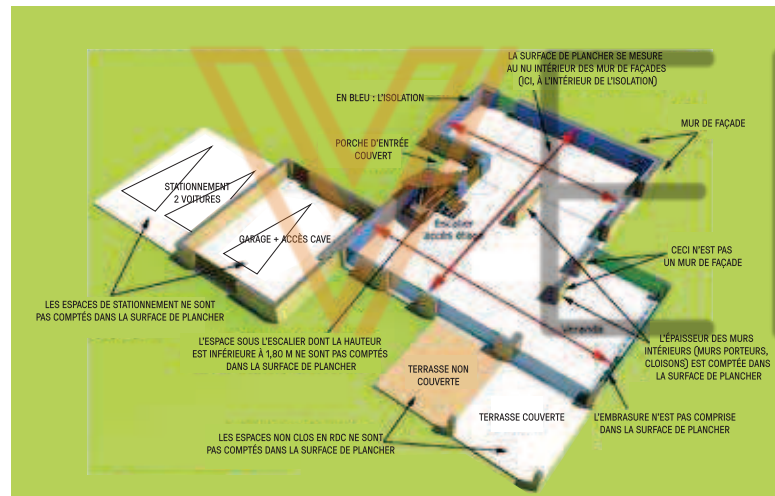 LA SURFACE DE PLANCHER SE MESURE
AU NU INTÉRIEUR DES MUR DE FAÇADES
(ICI, À L'INTÉRIEUR DE L'ISOLATION)
EN BLEU : L'ISOLATION
MUR DE FAÇADE
PORCHE D'ENTRÉE
COUVERT
STATIONNEMENT
2 VOITURES
Escalier
accès étage
GARAGE + ACCÈS CAVE
CECI N'EST PAS
UN MUR DE FAÇADE
LES ESPACES DE STATIONNEMENT NE SONT
PAS COMPTÉS DANS LA SURFACE DE PLANCHER
L'ESPACE SOUS L'ESCALIER DONT LA HAUTEUR
EST INFÉRIEURE À 1,80 M NE SONT PAS COMPTÉS
DANS LA SURFACE DE PLANCHER
Veranda
L'ÉPAISSEUR DES MURS
INTÉRIEURS (MURS PORTEURS,
CLOISONS) EST COMPTÉE DANS
LA SURFACE DE PLANCHER
TERRASSE NON
COUVERTE
TERRASSE COUVERTE
L'EMBRASURE N'EST PAS COMPRISE
DANS LA SURFACE DE PLANCHER
LES ESPACES NON CLOS EN RDC NE SONT
PAS COMPTÉS DANS LA SURFACE DE PLANCHER